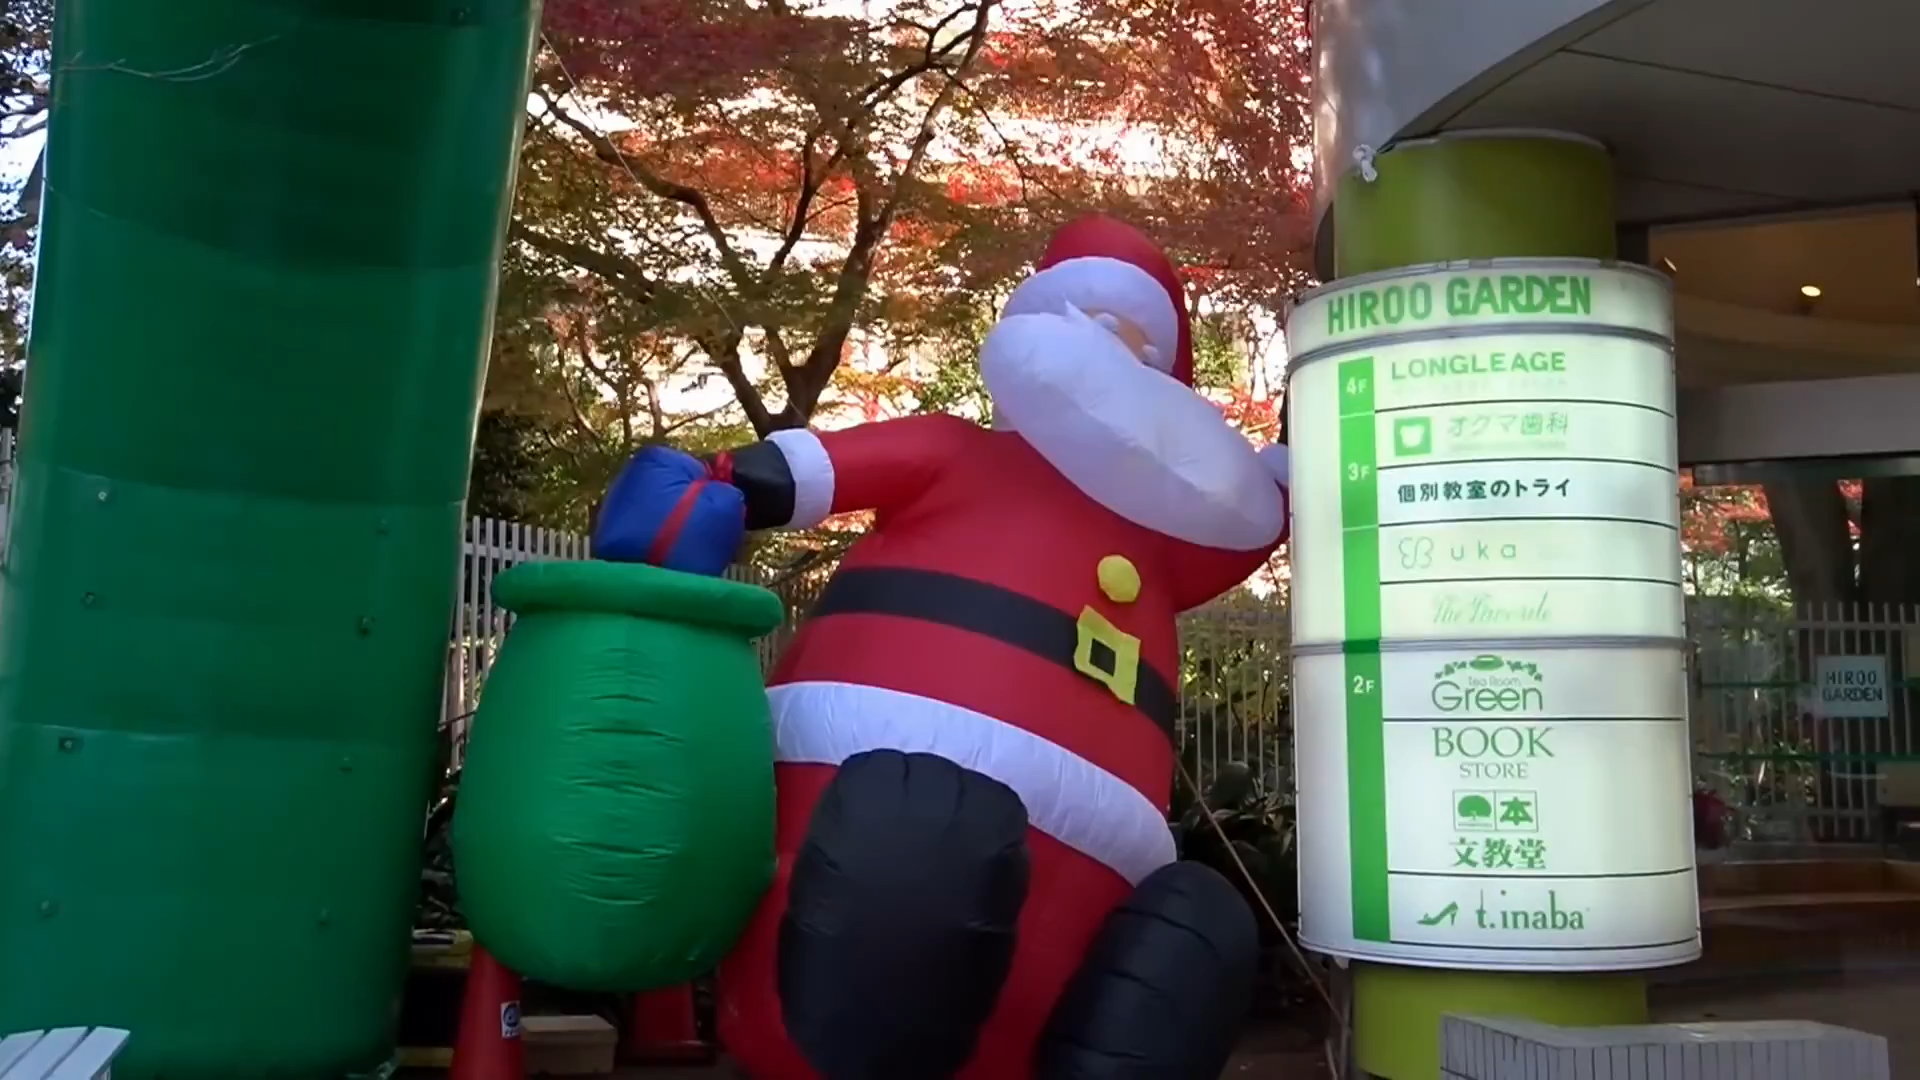 HIROO GARDEN
4F
LONGLEAGE
オクマ歯科
3F
個別教室のトライ
uka
The Favorite
2F
Tea Room
Green
BOOK
STORE
本
文教堂
t.inaba
HIROO
GARDEN